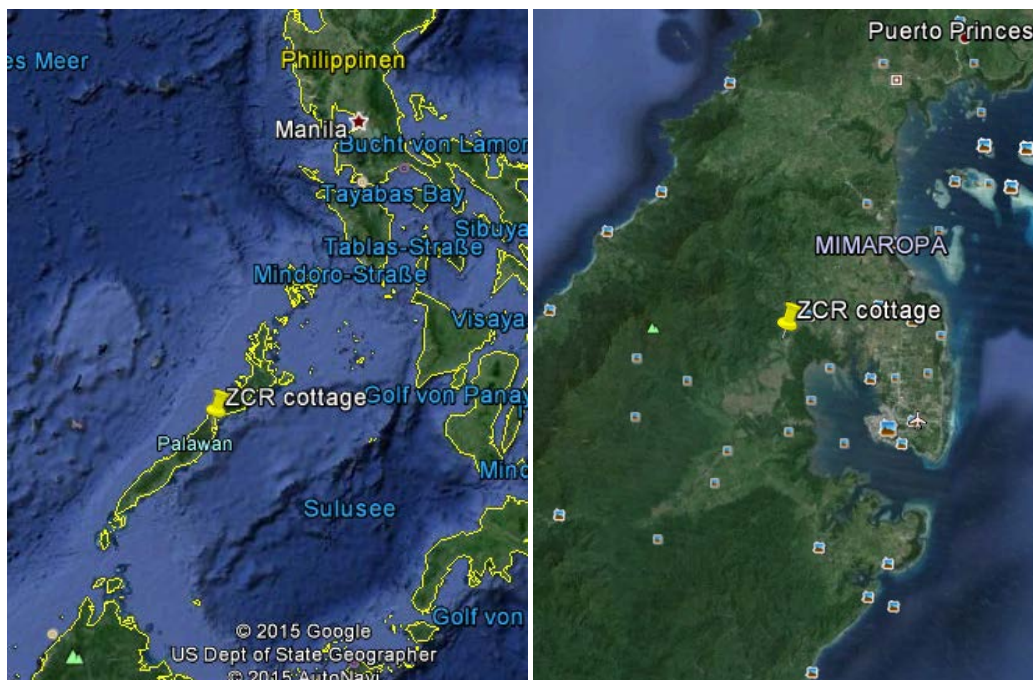 es Meer
Philippinen
Manila
Bucht von Lamon
Tayabas Bay
Sibuya
Tablas-Straße
Mindoro-Straße
Visaya
ZCR cottage
Golf von Panay
Palawan
Mind
Sulusee
Golf von
© 2015 Google
US Dept of State Geographer
© 2015 AutoNavi
Puerto Princes
MIMAROPA
ZCR cottage